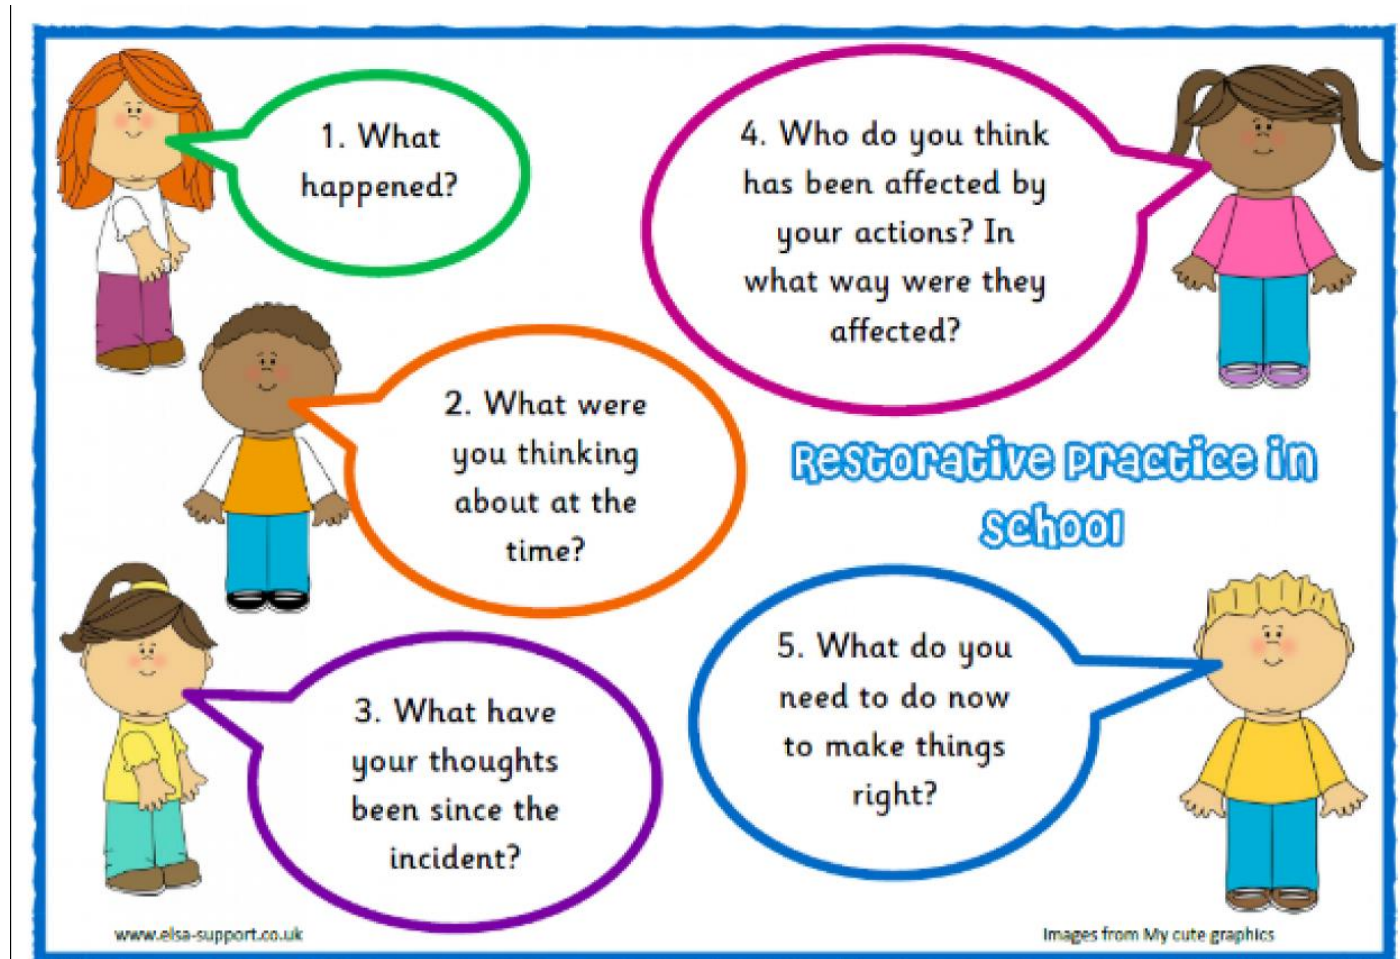 1. What
happened?
2. What were
you thinking
about at the
time?
3. What have
your thoughts
been since the
incident?
4. Who do you think
has been affected by
your actions? In
what way were they
affected?
Restorative practice in
school
5. What do you
need to do now
to make things
right?
www.elsa-support.co.uk
Images from My cute graphics